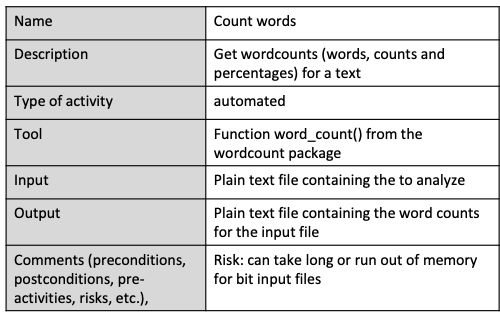 Name
Count words
Description
Get wordcounts (words, counts and
percentages) for a text
Type of activity
automated
Tool
Function word_count() from the
wordcount package
Input
Plain text file containing the to analyze
Output
Plain text file containing the word counts
for the input file
Comments (preconditions,
postconditions, pre-
activities, risks, etc.),
Risk: can take long or run out of memory
for bit input files